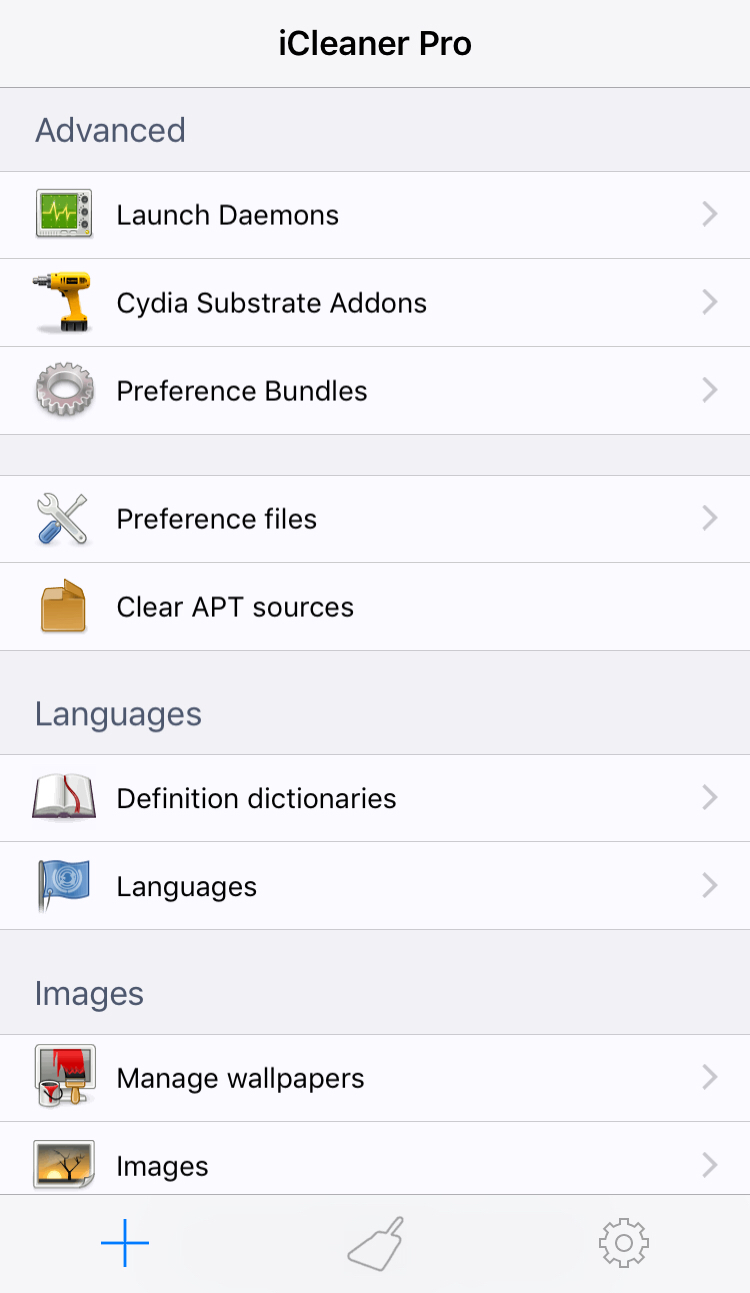 iCleaner Pro
Advanced
Launch Daemons
Cydia Substrate Addons
Preference Bundles
Preference files
Clear APT sources
Languages
Definition dictionaries
Languages
Images
Manage wallpapers
Images